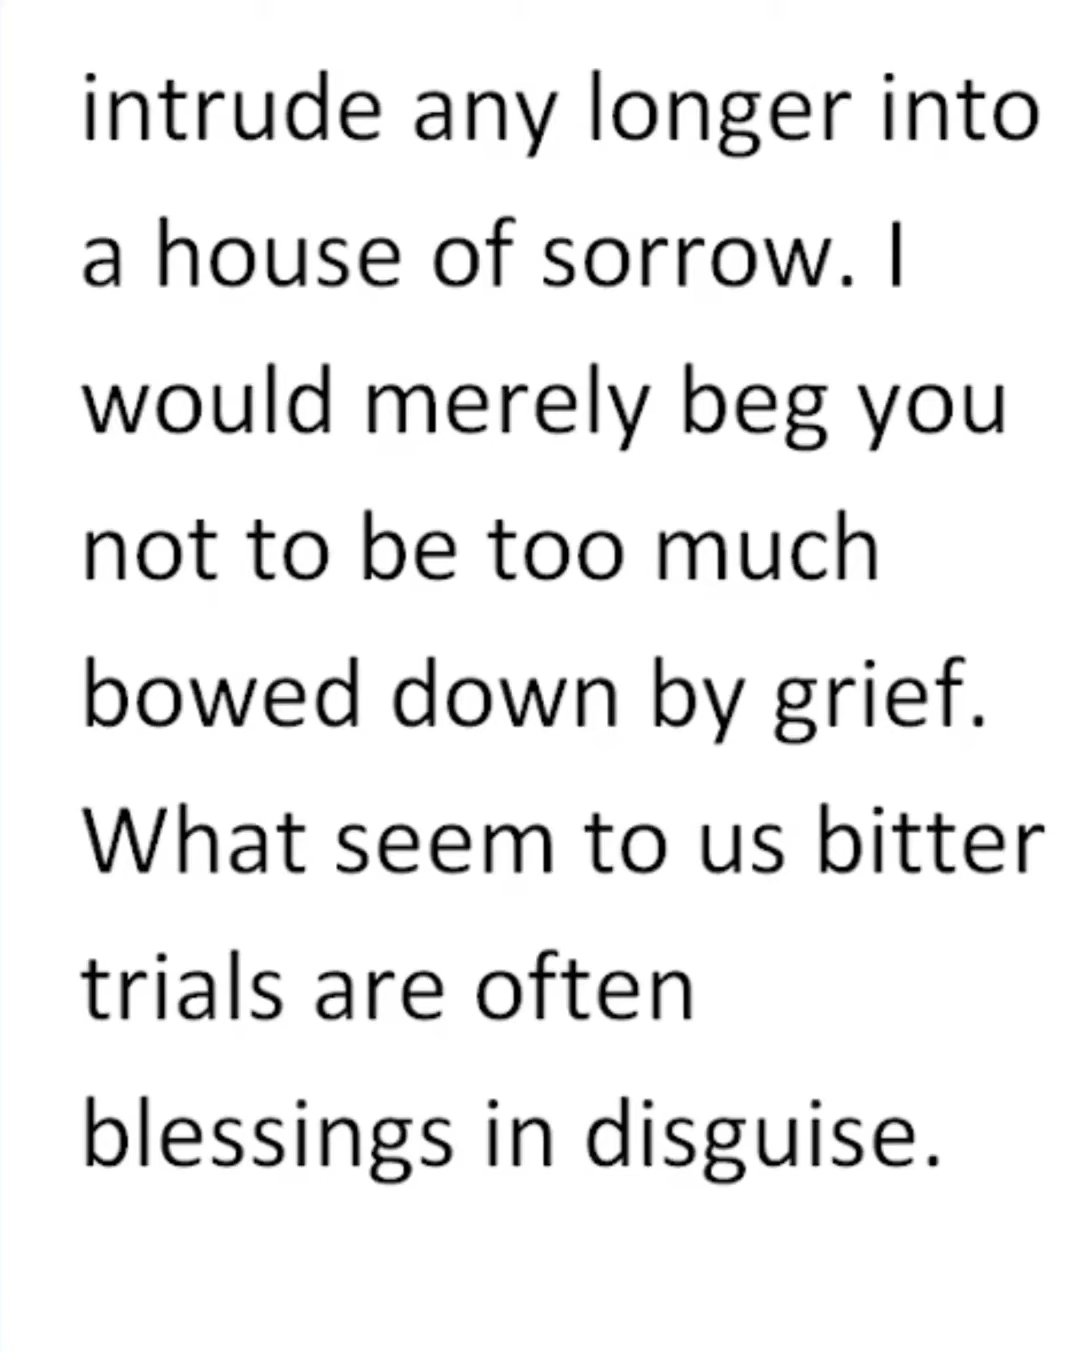 intrude any longer into
a house of sorrow. I
would merely beg you
not to be too much
bowed down by grief.
What seem to us bitter
trials are often
blessings in disguise.